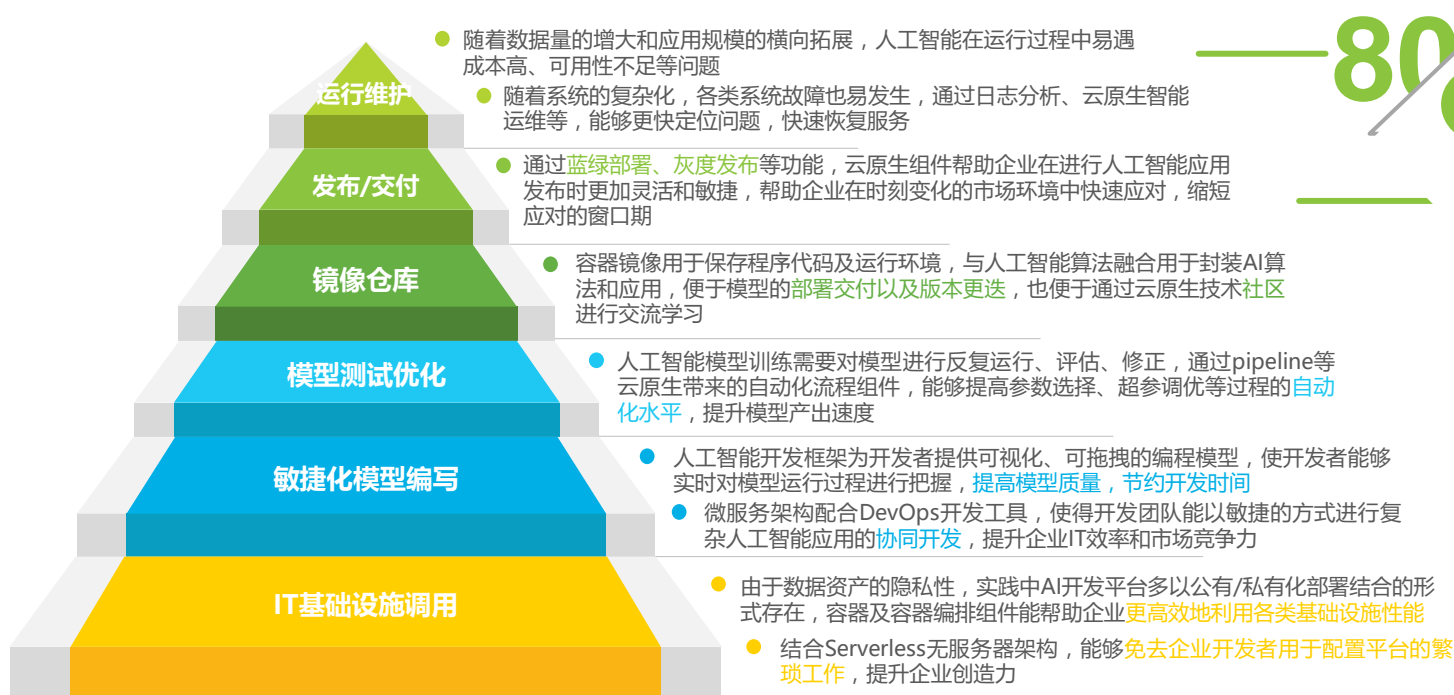 随着数据量的增大和应用规模的横向拓展，人工智能在运行过程中易遇
成本高、可用性不足等问题
运行维护
随着系统的复杂化，各类系统故障也易发生，通过日志分析、云原生智能
运维等，能够更快定位问题，快速恢复服务
发布/交付
通过蓝绿部署、灰度发布等功能，云原生组件帮助企业在进行人工智能应用
发布时更加灵活和敏捷，帮助企业在时刻变化的市场环境中快速应对，缩短
应对的窗口期
镜像仓库
容器镜像用于保存程序代码及运行环境，与人工智能算法融合用于封装AI算
法和应用，便于模型的部署交付以及版本更迭，也便于通过云原生技术社区
进行交流学习
模型测试优化
人工智能模型训练需要对模型进行反复运行、评估、修正，通过pipeline等
云原生带来的自动化流程组件，能够提高参数选择、超参调优等过程的自动
化水平，提升模型产出速度
敏捷化模型编写
人工智能开发框架为开发者提供可视化、可拖拽的编程模型，使开发者能够
实时对模型运行过程进行把握，提高模型质量，节约开发时间
微服务架构配合DevOps开发工具，使得开发团队能以敏捷的方式进行复
杂人工智能应用的协同开发，提升企业IT效率和市场竞争力
IT基础设施调用
由于数据资产的隐私性，实践中AI开发平台多以公有/私有化部署结合的形
式存在，容器及容器编排组件能帮助企业更高效地利用各类基础设施性能
结合Serverless无服务器架构，能够免去企业开发者用于配置平台的繁
琐工作，提升企业创造力
80